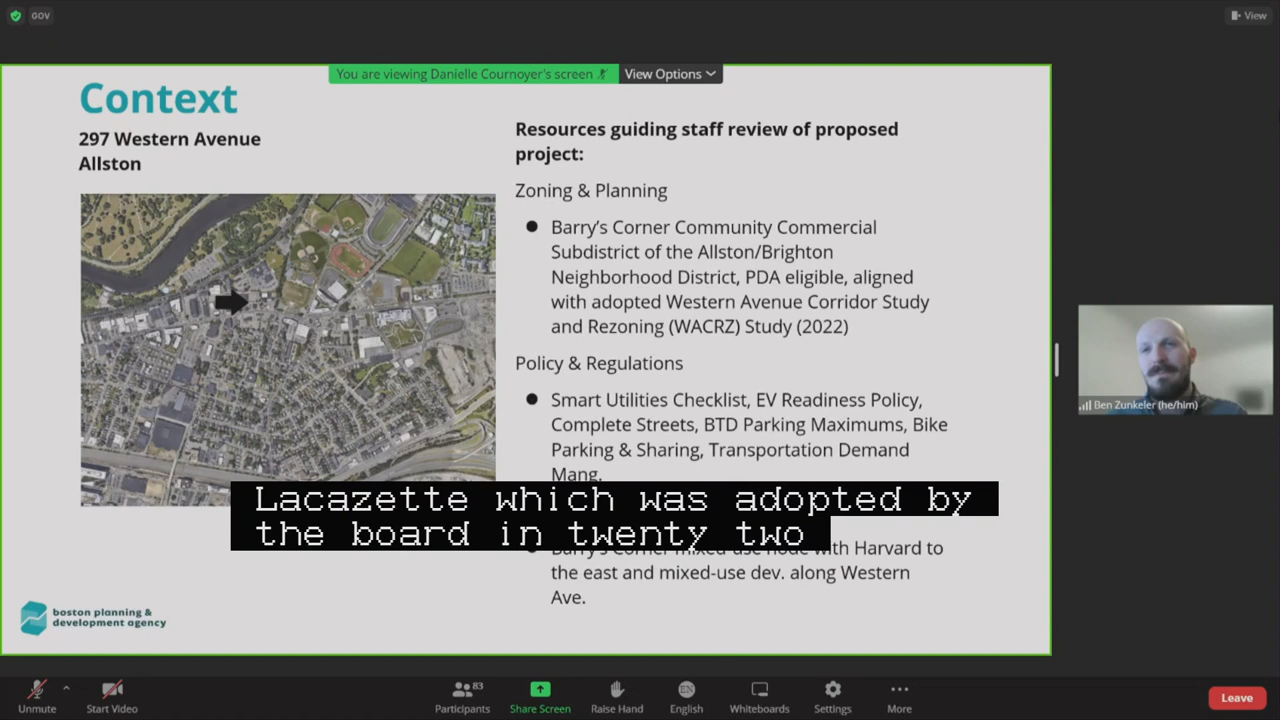 GOV
View
You are viewing Danielle Cournoyer's screen
View Options
Context
297 Western Avenue
Allston
Resources guiding staff review of proposed
project:
Zoning & Planning
● Barry's Corner Community Commercial
Subdistrict of the Allston/Brighton
Neighborhood District, PDA eligible, aligned
with adopted Western Avenue Corridor Study
and Rezoning (WACRZ) Study (2022)
Policy & Regulations
● Smart Utilities Checklist, EV Readiness Policy,
Complete Streets, BTD Parking Maximums, Bike
Parking & Sharing, Transportation Demand
Mang.
Lacazette which was adopted by
the board in twenty two
Barry's Corner mixed-use node with Harvard to
the east and mixed-use dev. along Western
Ave.
boston planning &
development agency
Ben Zunkeler (he/him)
Unmute
Start Video
83
Participants
Share Screen
Raise Hand
EN
English
Whiteboards
Settings
More
Leave